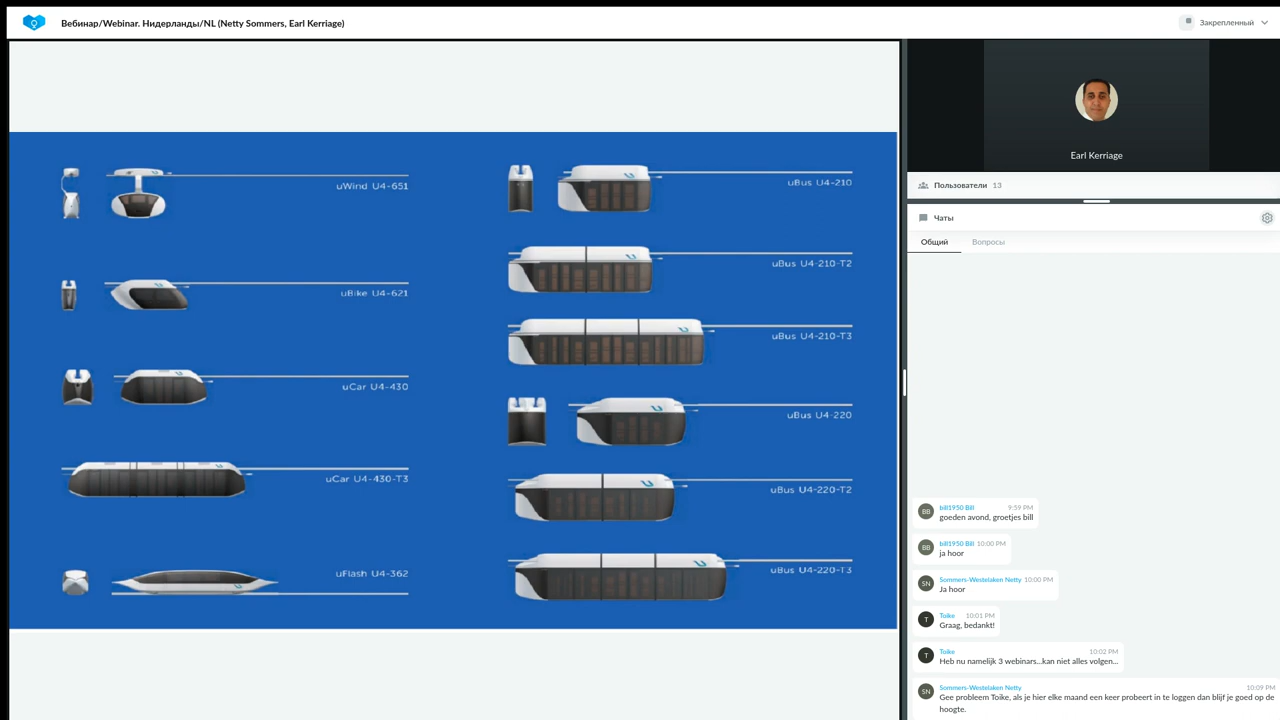 Вебинар/Webinar. Нидерланды/NL (Netty Sommers, Earl Kerriage)
Закрепленный
uWind U4-651
uBike U4-621
uCar U4-430
uCar U4-430-T3
uFlash U4-362
uBus U4-210
uBus U4-210-T2
uBus U4-210-T3
uBus U4-220
uBus U4-220-T2
uBus U4-220-T3
Earl Kerriage
Пользователи 13
Чаты
Общий Вопросы
BB bill1950 Bill 9:59 PM
goeden avond, groetjes bill
BB bill1950 Bill 10:00 PM
ja hoor
SN Sommers-Westelaken Netty 10:00 PM
Ja hoor
T Toike 10:01 PM
Graag, bedankt!
T Toike 10:02 PM
Heb nu namelijk 3 webinars...kan niet alles volgen...
SN Sommers-Westelaken Netty 10:09 PM
Gee probleem Toike, als je hier elke maand een keer probeert in te loggen dan blijf je goed op de
hoogte.